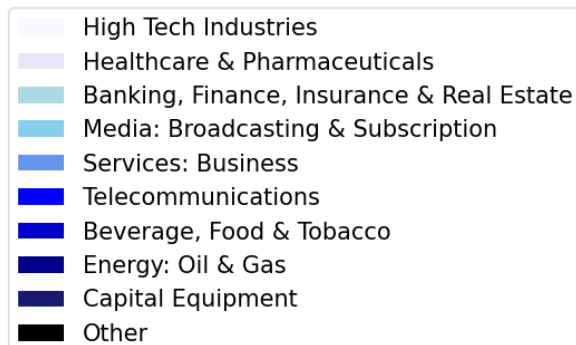 High Tech Industries
Healthcare & Pharmaceuticals
Banking, Finance, Insurance & Real Estate
Media: Broadcasting & Subscription
Services: Business
Telecommunications
Beverage, Food & Tobacco
Energy: Oil & Gas
Capital Equipment
Other